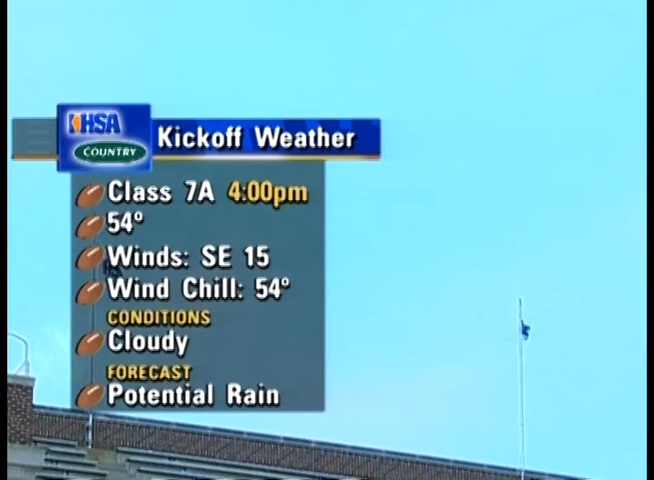 IHSA
COUNTRY
Kickoff Weather
Class 7A 4:00pm
54º
Winds: SE 15
Wind Chill: 54º
CONDITIONS
Cloudy
FORECAST
Potential Rain